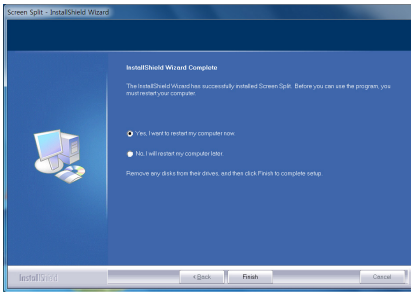 Screen Split - InstallShield Wizard
InstallShield Wizard Complete
The InstallShield Wizard has successfully installed Screen Split. Before you can use the program, you
must restart your computer.
Yes, I want to restart my computer now.
No, I will restart my computer later.
Remove any disks from their drives, and then click Finish to complete setup.
InstallShield
< Back
Finish
Cancel